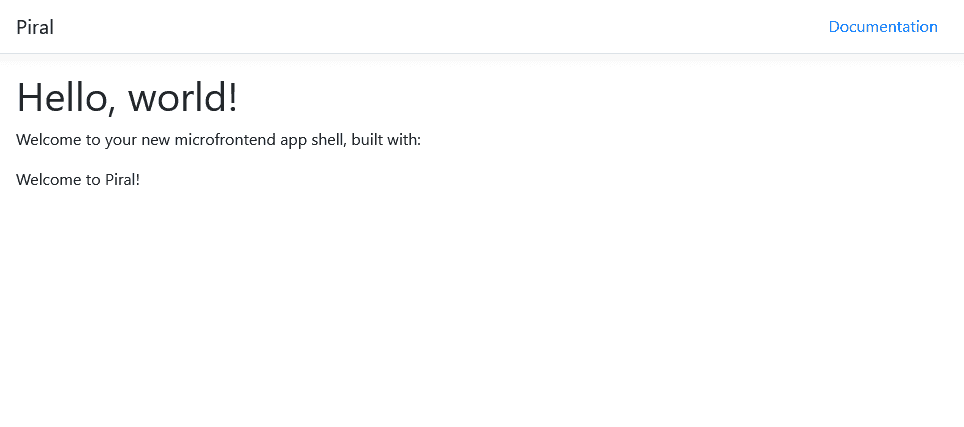 Piral
Documentation
Hello, world!
Welcome to your new microfrontend app shell, built with:
Welcome to Piral!